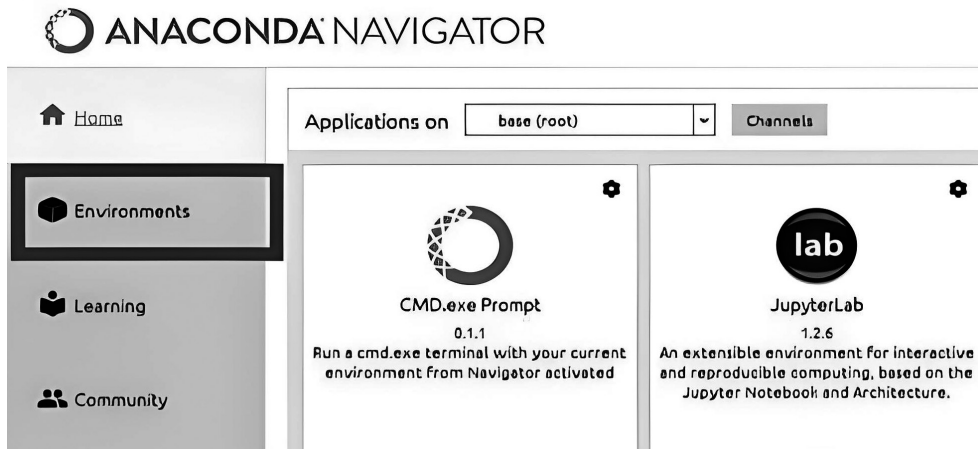 ANACONDA NAVIGATOR
Home
Environments
Learning
Community
Applications on base (root) Channels
CMD.exe Prompt
0.1.1
Run a cmd.exe terminal with your current
environment from Navigator activated
lab
JupyterLab
1.2.6
An extensible environment for interactive
and reproducible computing, based on the
Jupyter Notebook and Architecture.